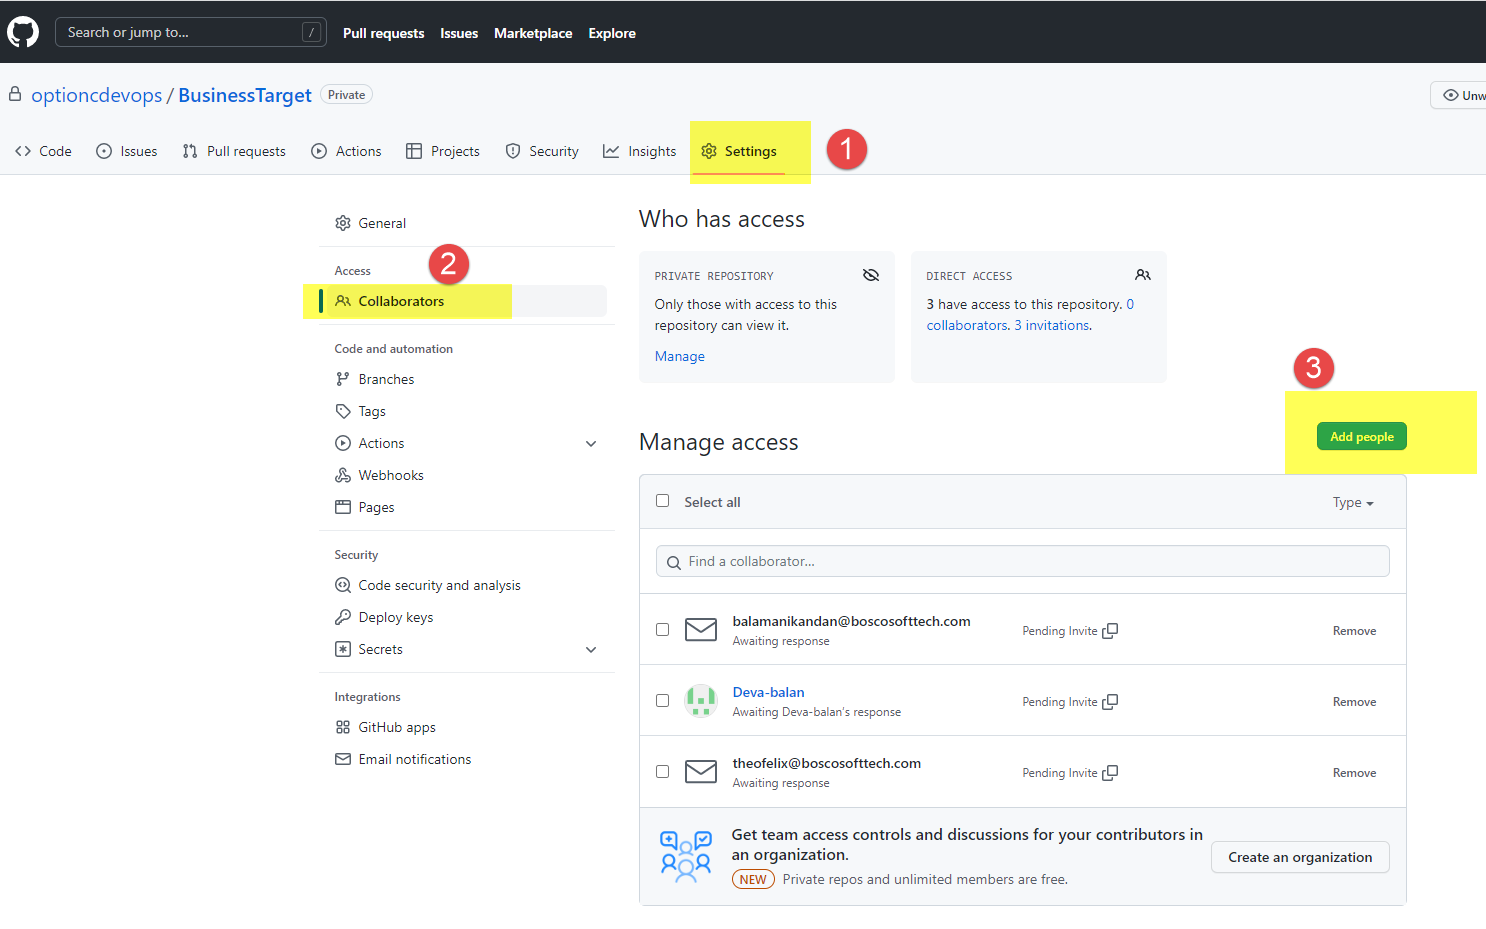 Search or jump to... /
Pull requests Issues Marketplace Explore
optioncdevops / BusinessTarget Private
Unw
Code Issues Pull requests Actions Projects Security Insights Settings 1
General
Access
2
Collaborators
Code and automation
Branches
Tags
Actions
Webhooks
Pages
Security
Code security and analysis
Deploy keys
Secrets
Integrations
GitHub apps
Email notifications
Who has access
PRIVATE REPOSITORY
Only those with access to this
repository can view it.
Manage
DIRECT ACCESS
3 have access to this repository. 0
collaborators. 3 invitations.
3
Manage access
Add people
Select all
Type
Find a collaborator...
balamanikandan@boscosofttech.com
Awaiting response
Pending Invite
Remove
Deva-balan
Awaiting Deva-balan's response
Pending Invite
Remove
theofelix@boscosofttech.com
Awaiting response
Pending Invite
Remove
Get team access controls and discussions for your contributors in
an organization.
NEW Private repos and unlimited members are free.
Create an organization